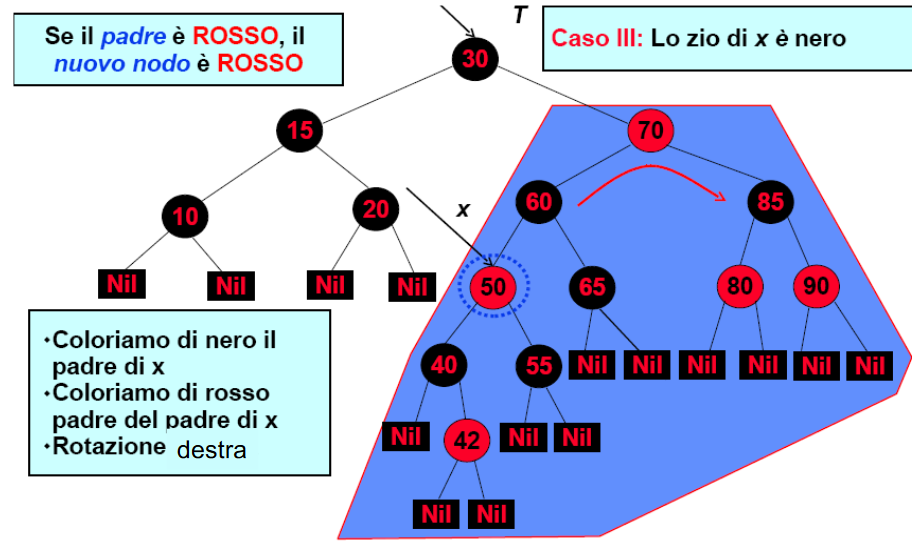 Se il padre è ROSSO, il
nuovo nodo è ROSSO
T
Caso III: Lo zio di x è nero
30
15
70
10
20
x
60
85
Nil
Nil
Nil
Nil
50
65
80
90
•Coloriamo di nero il
padre di x
•Coloriamo di rosso
padre del padre di x
•Rotazione destra
40
55
Nil
Nil
Nil
Nil
Nil
Nil
Nil
42
Nil
Nil
Nil
Nil